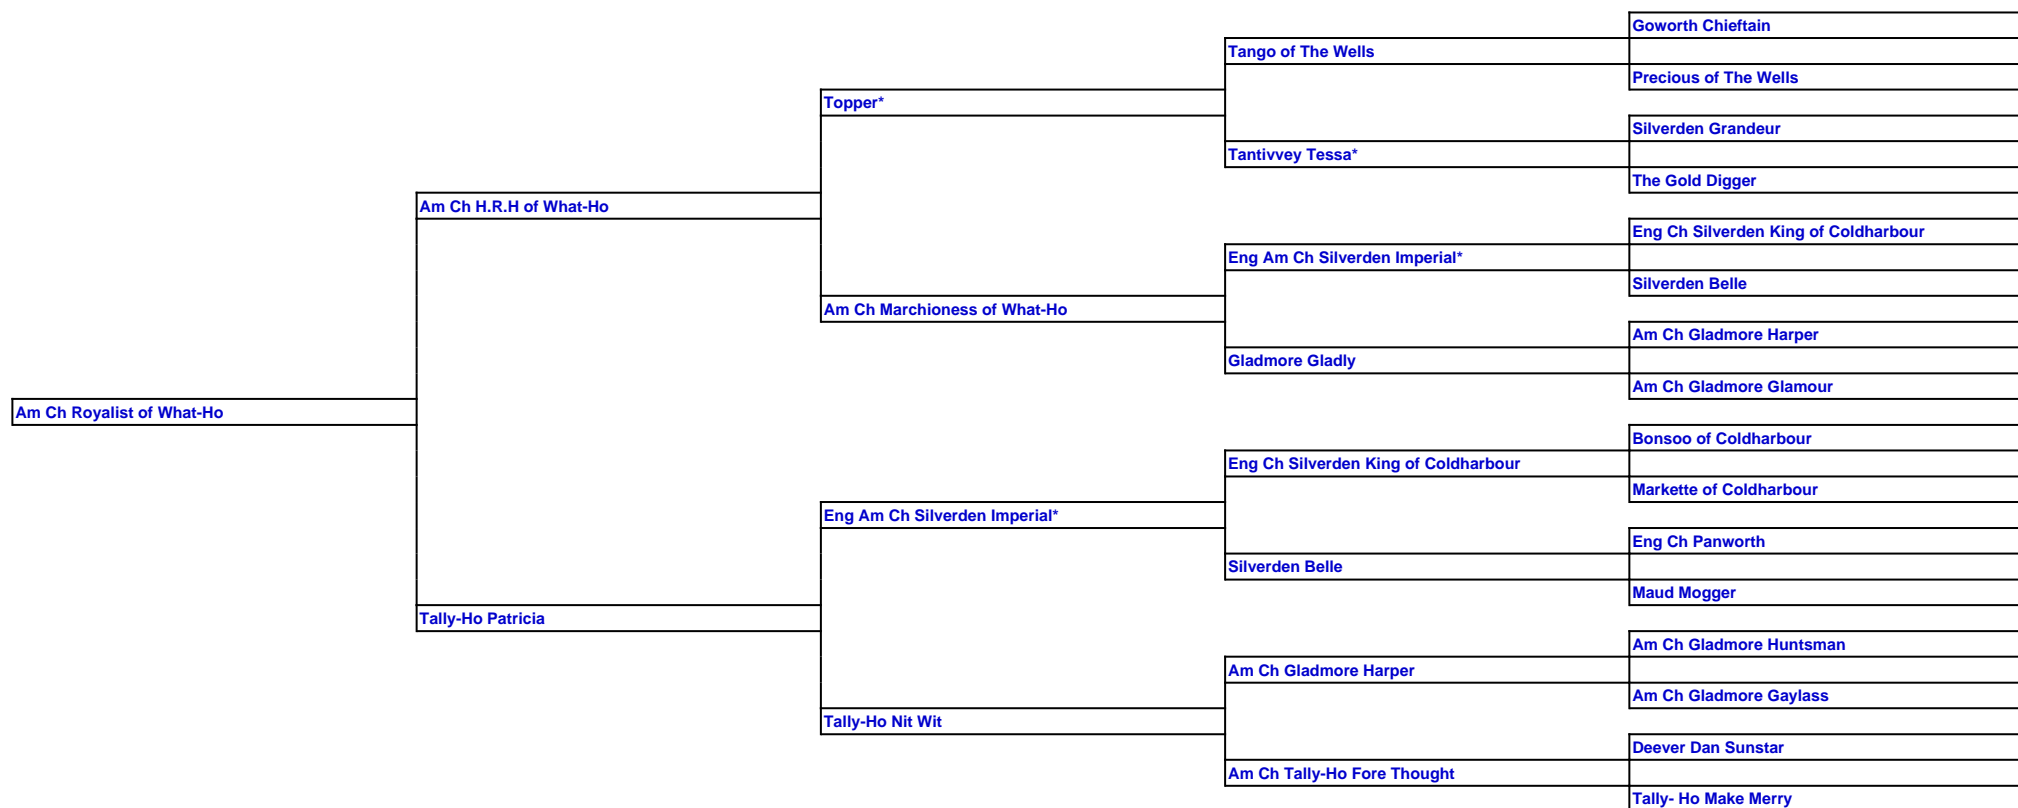 Goworth Chieftain
Tango of The Wells
Precious of The Wells
Topper*
Silverden Grandeur
Tantivvey Tessa*
The Gold Digger
Am Ch H.R.H of What-Ho
Eng Ch Silverden King of Coldharbour
Eng Am Ch Silverden Imperial*
Silverden Belle
Am Ch Marchioness of What-Ho
Am Ch Gladmore Harper
Gladmore Gladly
Am Ch Gladmore Glamour
Am Ch Royalist of What-Ho
Bonsoo of Coldharbour
Eng Ch Silverden King of Coldharbour
Markette of Coldharbour
Eng Am Ch Silverden Imperial*
Eng Ch Panworth
Silverden Belle
Maud Mogger
Tally-Ho Patricia
Am Ch Gladmore Huntsman
Am Ch Gladmore Harper
Am Ch Gladmore Gaylass
Tally-Ho Nit Wit
Deever Dan Sunstar
Am Ch Tally-Ho Fore Thought
Tally- Ho Make Merry